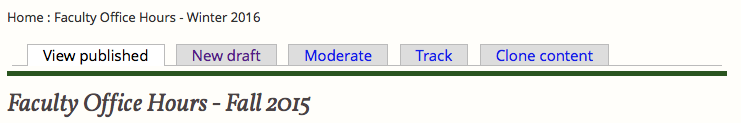 Home : Faculty Office Hours - Winter 2016
View published New draft Moderate Track Clone content
Faculty Office Hours - Fall 2015